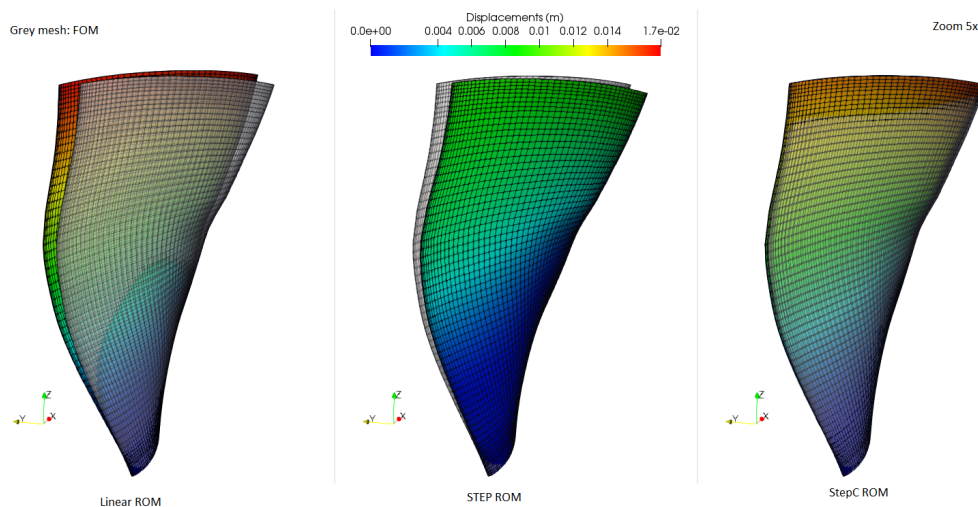 Grey mesh: FOM
Displacements (m)
0.0e+00 0.004 0.006 0.008 0.01 0.012 0.014 1.7e-02
Zoom 5x
Z
Y X
Z
Y X
Z
Y X
Linear ROM
STEP ROM
StepC ROM